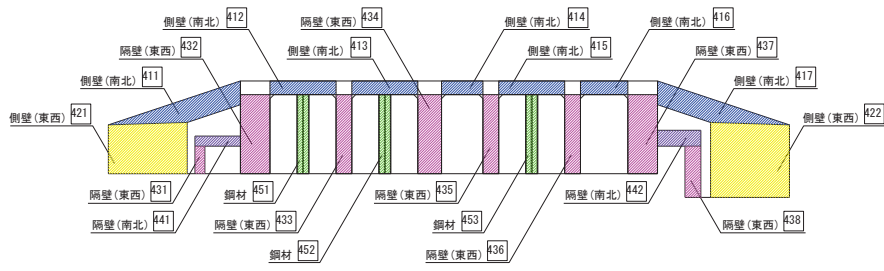 側壁(南北) 412
隔壁(東西) 434
側壁(南北) 414
側壁(南北) 416
隔壁(東西) 432
側壁(南北) 413
側壁(南北) 415
隔壁(東西) 437
側壁(南北) 411
側壁(南北) 417
側壁(東西) 421
側壁(東西) 422
隔壁(東西) 431
鋼材 451
隔壁(東西) 435
隔壁(南北) 442
隔壁(南北) 441
隔壁(東西) 433
鋼材 453
隔壁(東西) 438
鋼材 452
隔壁(東西) 436